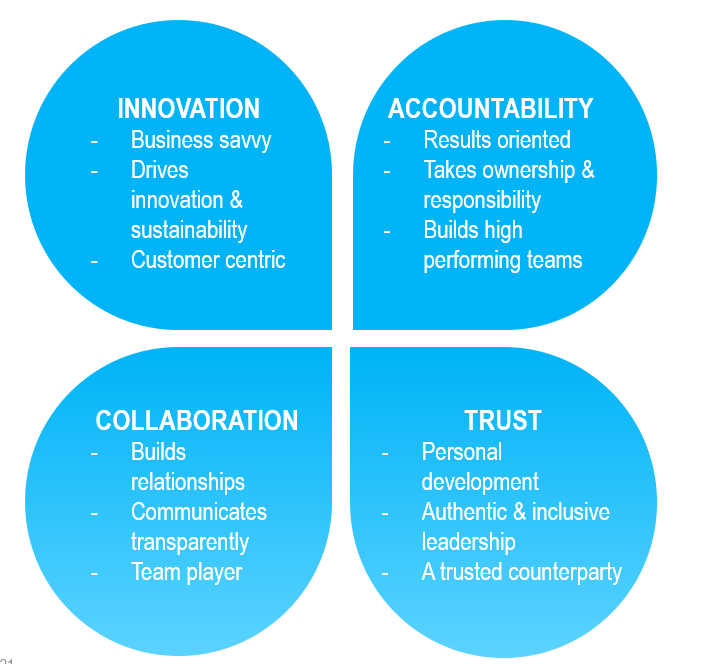 INNOVATION
- Business savvy
- Drives
innovation &
sustainability
- Customer centric
ACCOUNTABILITY
- Results oriented
- Takes ownership &
responsibility
- Builds high
performing teams
COLLABORATION
- Builds
relationships
- Communicates
transparently
- Team player
TRUST
- Personal
development
- Authentic & inclusive
leadership
- A trusted counterparty